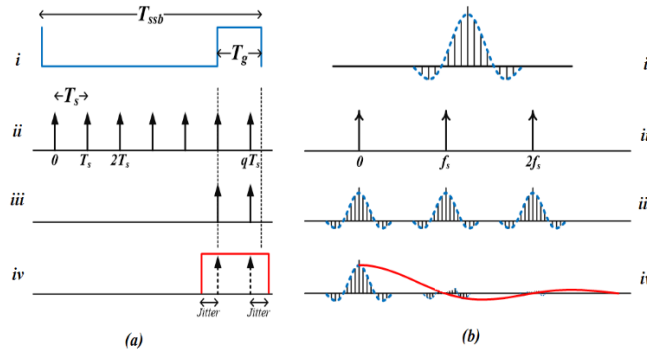 T_ssb
i
T_g
T_s
ii
0 T_s 2T_s qT_s
iii
iv
Jitter Jitter
(a)
i
ii
0 f_s 2f_s
ii
iv
(b)